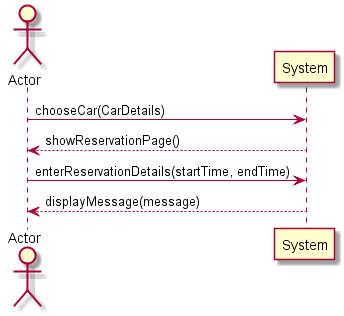 Actor
System
chooseCar(CarDetails)
showReservationPage()
enterReservationDetails(startTime, endTime)
displayMessage(message)
Actor
System